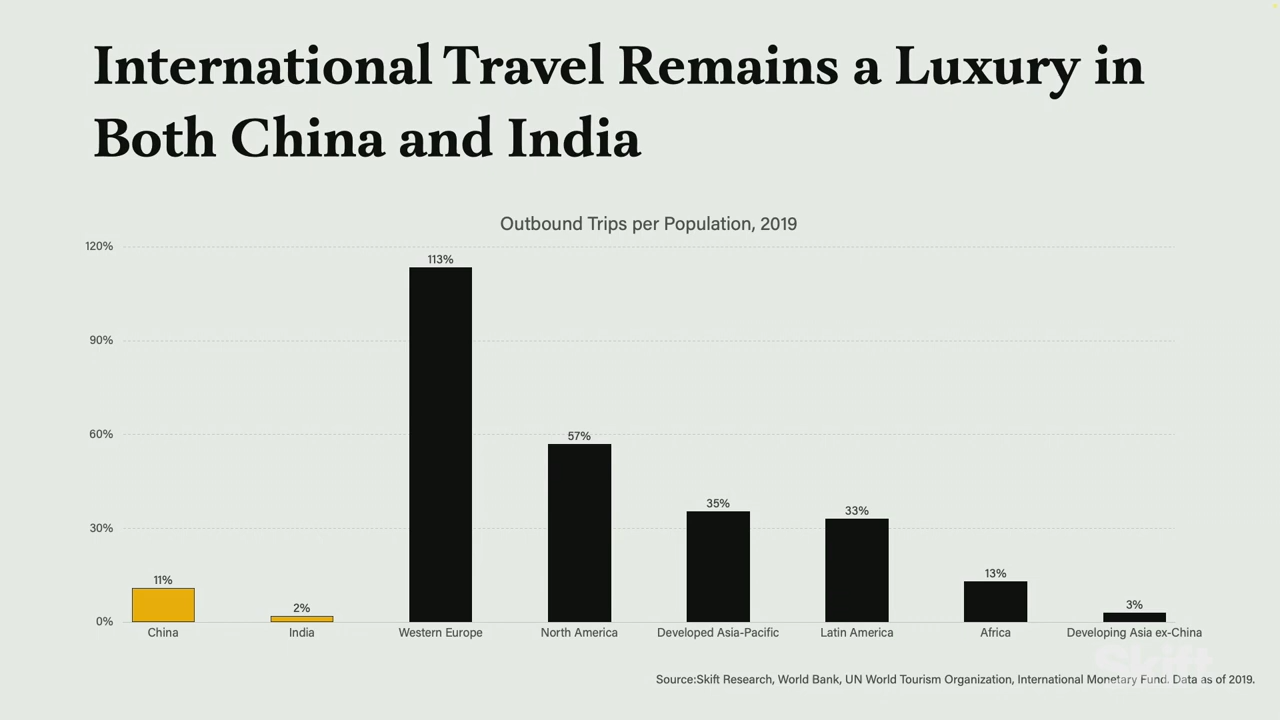 International Travel Remains a Luxury in
Both China and India
Outbound Trips per Population, 2019
120%
90%
60%
30%
0%
113%
57%
35%
33%
13%
11%
3%
2%
China
India
Western Europe
North America
Developed Asia-Pacific
Latin America
Africa
Developing Asia ex-China
Skift
Source:Skift Research, World Bank, UN World Tourism Organization, International Monetary Fund. Data as of 2019.